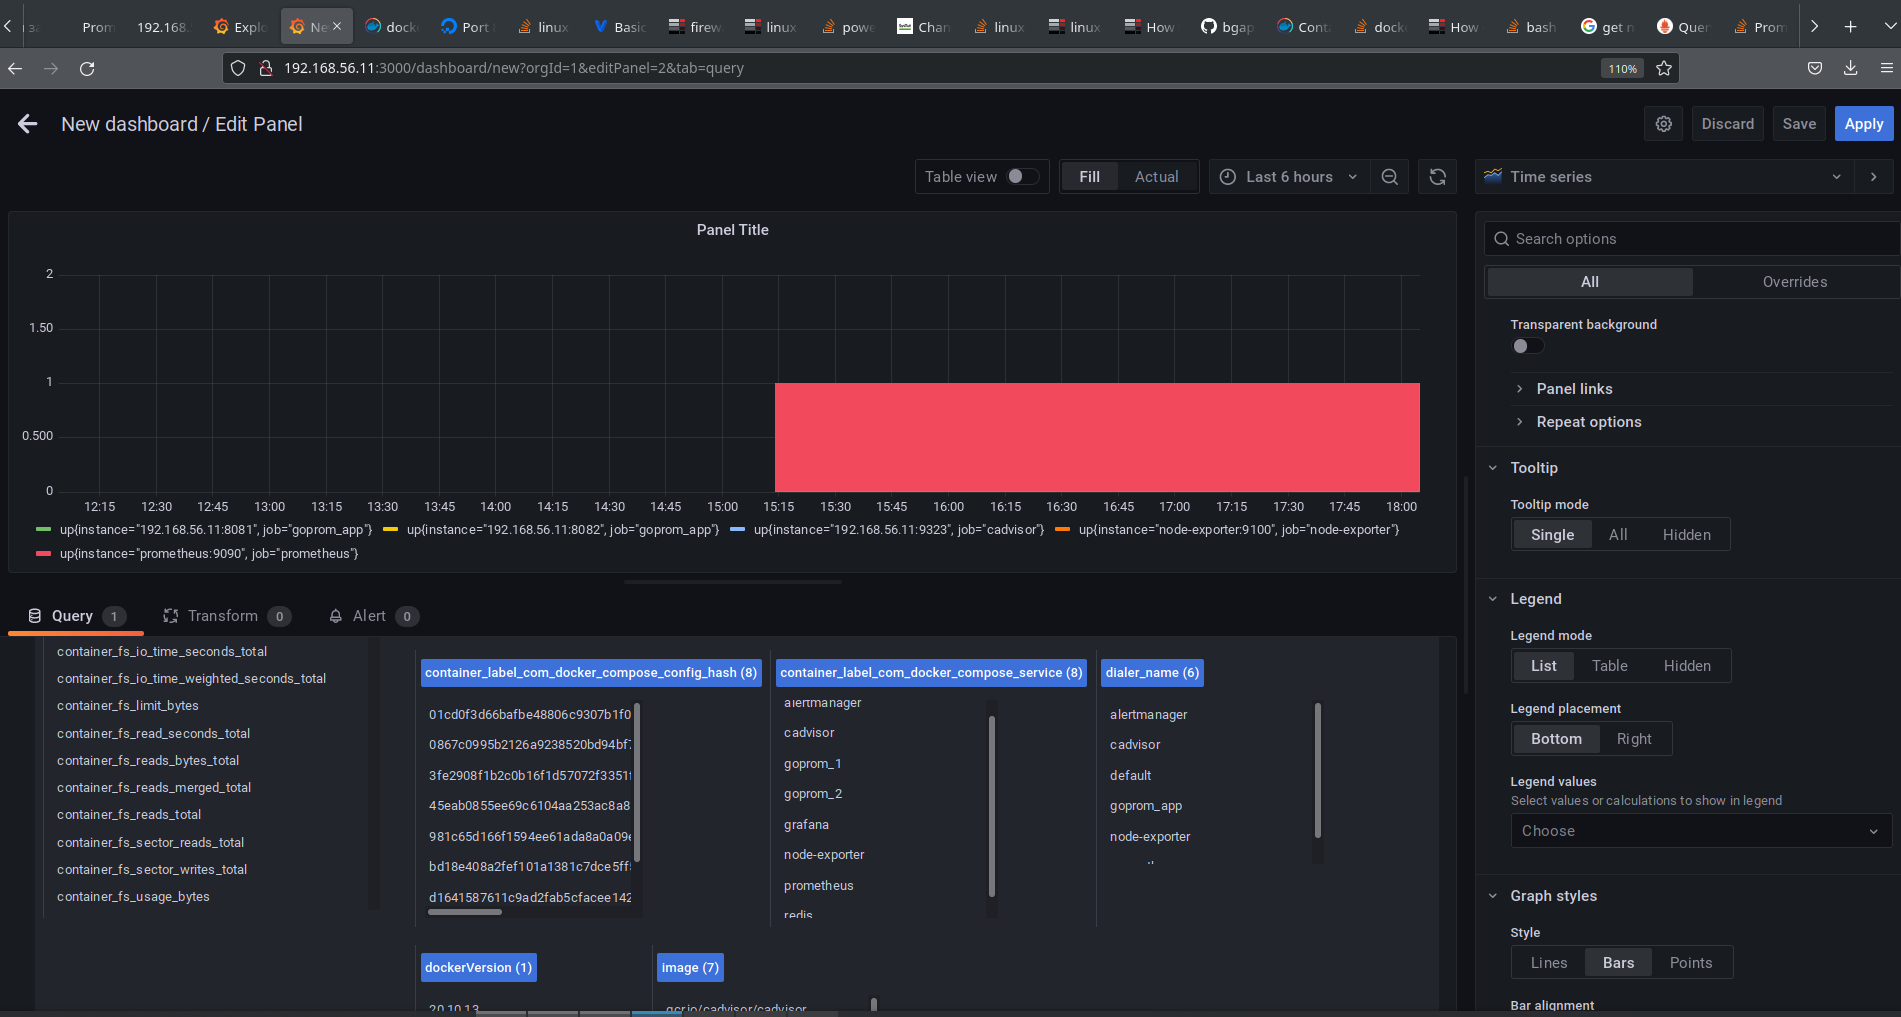 Prom
192.168.
Explo
Ne
docke
Port
linux
Basic
firew
linux
powe
Chan
linux
linux
How
bgap
Cont
docke
How
bash
get n
Quer
Prom
192.168.56.11:3000/dashboard/new?orgId=1&editPanel=2&tab=query
110%
New dashboard / Edit Panel
Discard
Save
Apply
Table view
Fill
Actual
Last 6 hours
Time series
Panel Title
Search options
All
Overrides
Transparent background
Panel links
Repeat options
2
1.50
1
0.500
0
12:15 12:30 12:45 13:00 13:15 13:30 13:45 14:00 14:15 14:30 14:45 15:00 15:15 15:30 15:45 16:00 16:15 16:30 16:45 17:00 17:15 17:30 17:45 18:00
up{instance="192.168.56.11:8081", job="goprom_app"} up{instance="192.168.56.11:8082", job="goprom_app"} up{instance="192.168.56.11:9323", job="cadvisor"} up{instance="node-exporter:9100", job="node-exporter"}
up{instance="prometheus:9090", job="prometheus"}
Tooltip
Tooltip mode
Single All Hidden
Legend
Legend mode
List Table Hidden
Legend placement
Bottom Right
Legend values
Select values or calculations to show in legend
Choose
Graph styles
Style
Lines Bars Points
Bar alignment
Query 1
Transform 0
Alert 0
container_fs_io_time_seconds_total
container_fs_io_time_weighted_seconds_total
container_fs_limit_bytes
container_fs_read_seconds_total
container_fs_reads_bytes_total
container_fs_reads_merged_total
container_fs_reads_total
container_fs_sector_reads_total
container_fs_sector_writes_total
container_fs_usage_bytes
container_label_com_docker_compose_config_hash (8)
01cd0f3d66bafbe48806c9307b1f0
0867c0995b2126a9238520bd94bf
3fe2908f1b2c0b16f1d57072f3351
45eab0855ee69c6104aa253ac8a8
981c65d166f1594ee61ada8a0a09
bd18e408a2fef101a1381c7dce5ff
d1641587611c9ad2fab5cfacee142
container_label_com_docker_compose_service (8)
alertmanager
cadvisor
goprom_1
goprom_2
grafana
node-exporter
prometheus
redis
dialer_name (6)
alertmanager
cadvisor
default
goprom_app
node-exporter
dockerVersion (1)
20.10.13
image (7)
gcr.io/cadvisor/cadvisor